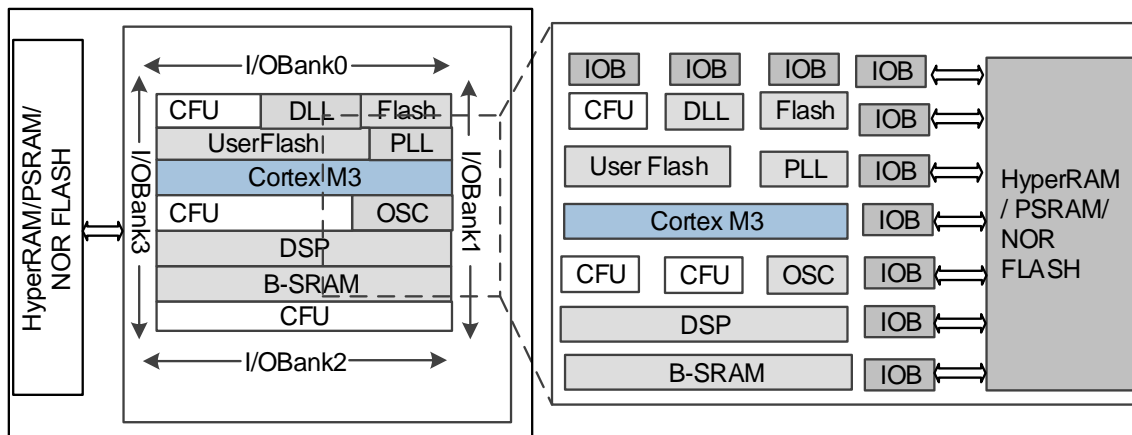 HyperRAM/PSRAM/
NOR FLASH
I/OBank0
I/OBank3
CFU DLL Flash
UserFlash PLL
Cortex M3
CFU OSC
DSP
B-SRAM
CFU
I/OBank1
I/OBank2
IOB IOB IOB IOB
CFU DLL Flash IOB
User Flash PLL IOB
Cortex M3 IOB
CFU CFU OSC IOB
DSP IOB
B-SRAM IOB
HyperRAM
/ PSRAM/
NOR
FLASH